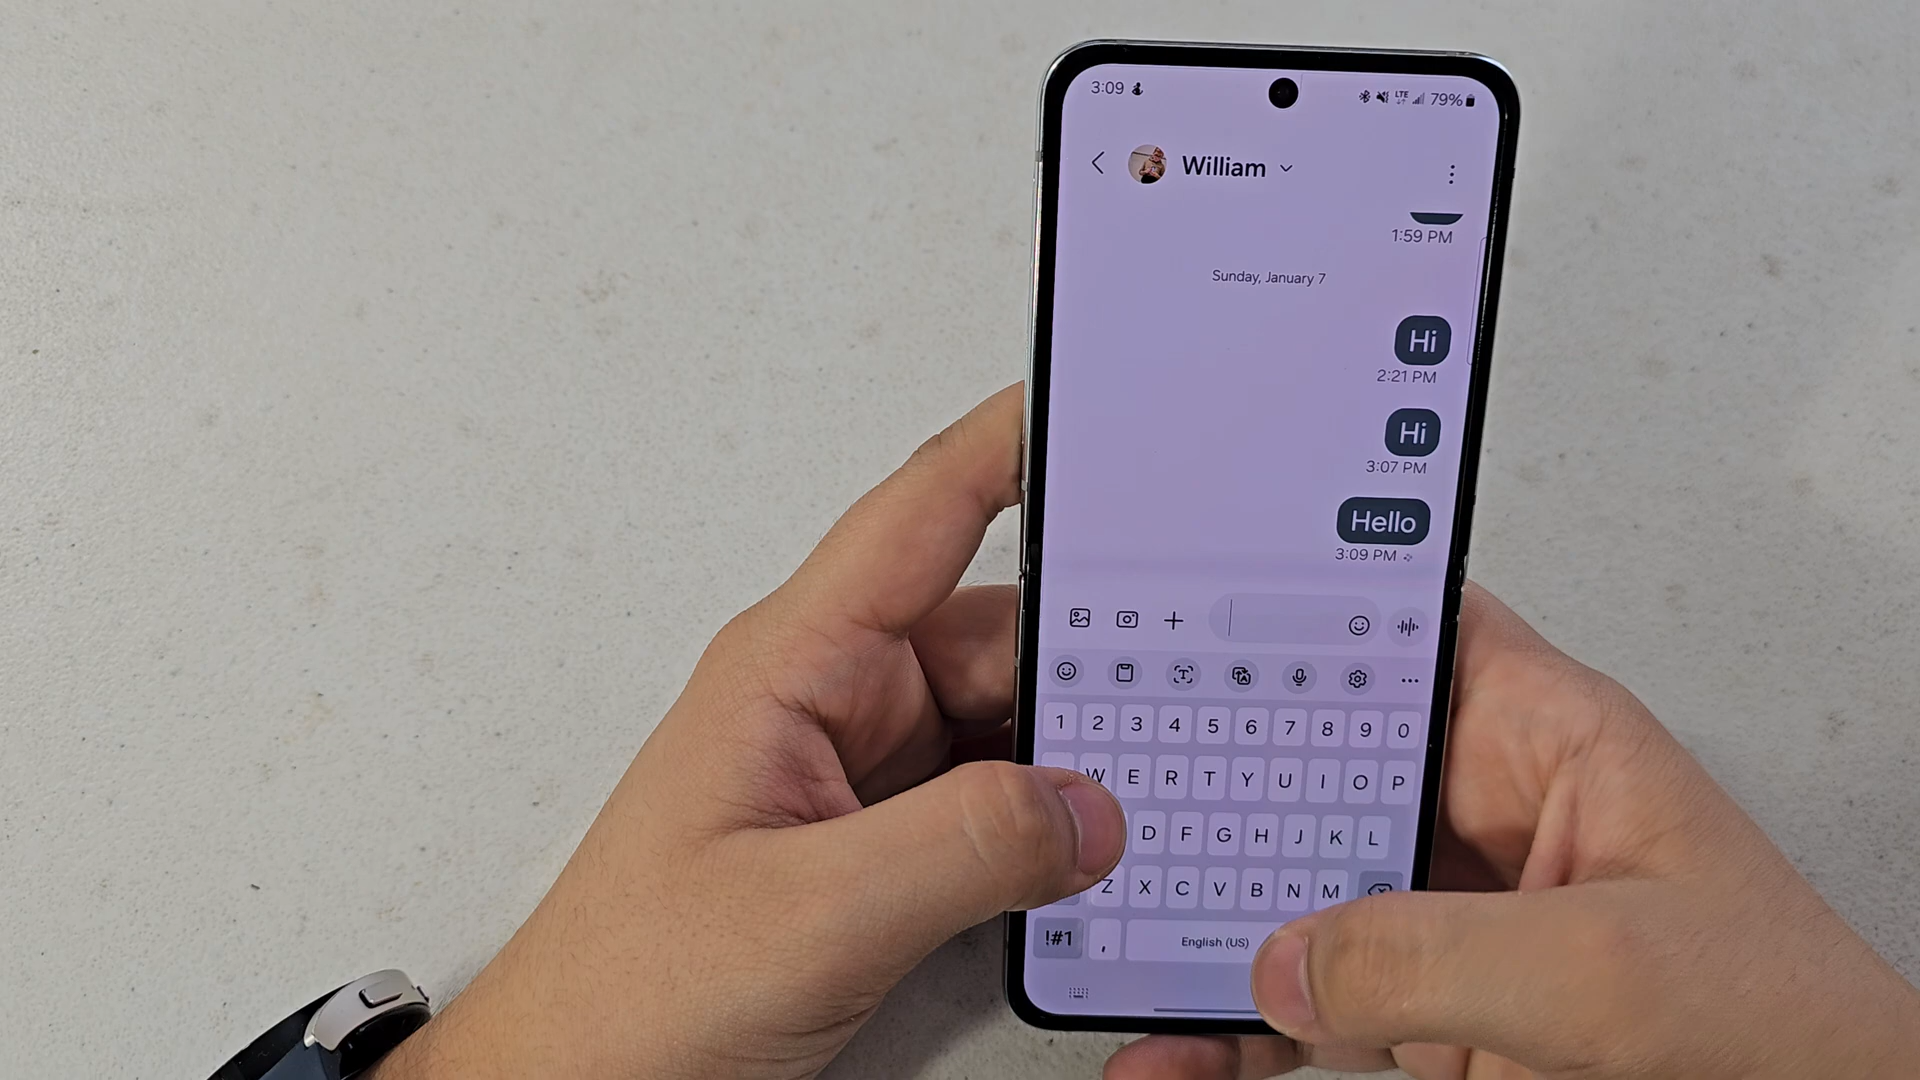 3:09 LTE 79%
William
1:59 PM
Sunday, January 7
Hi
2:21 PM
Hi
3:07 PM
Hello
3:09 PM
T
1 2 3 4 5 6 7 8 9 0
W E R T Y U I O P
D F G H J K L
Z X C V B N M
!#1 , English (US)